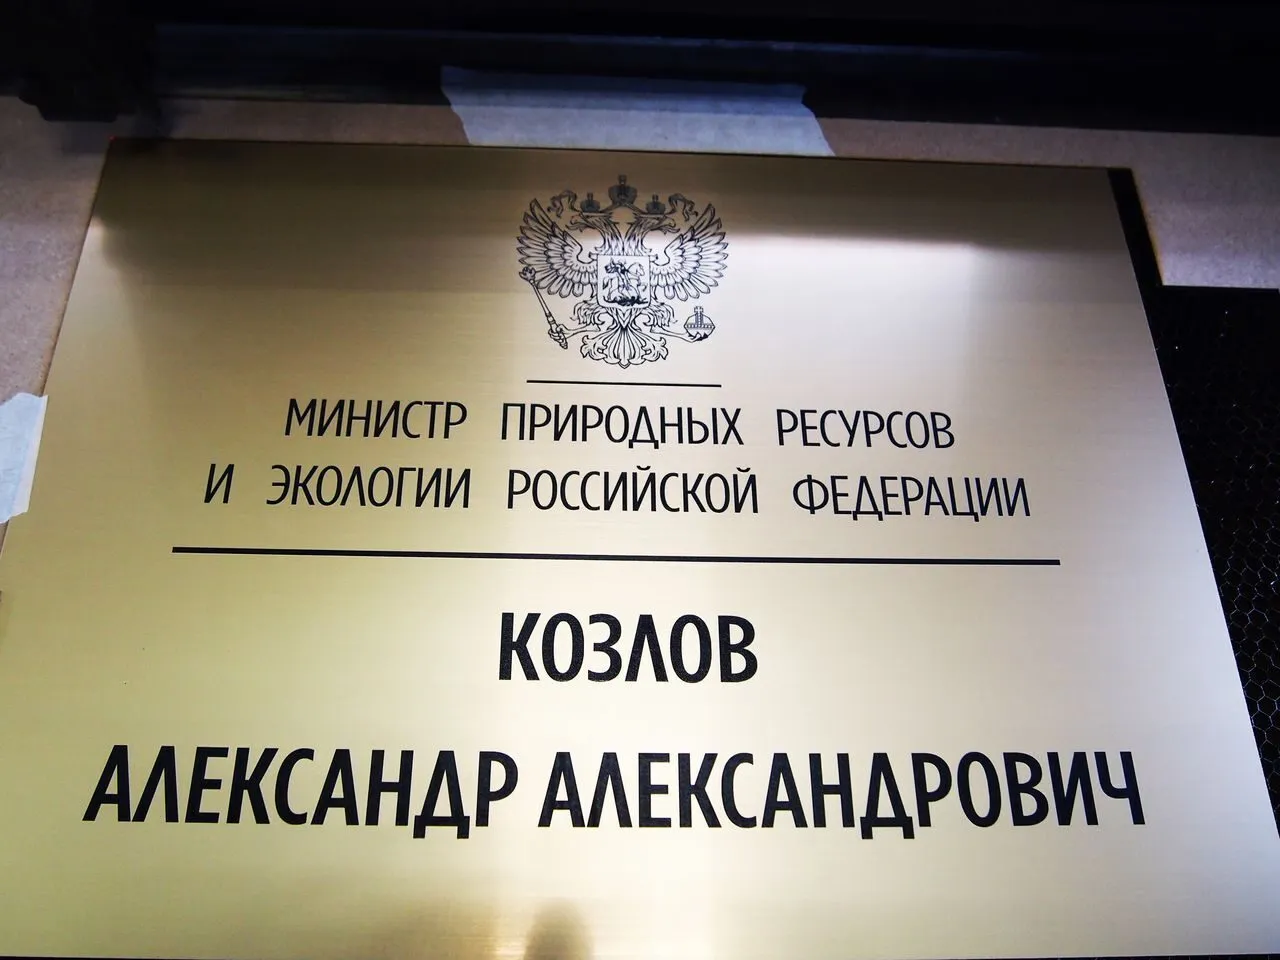 МИНИСТР ПРИРОДНЫХ РЕСУРСОВ
И ЭКОЛОГИИ РОССИЙСКОЙ ФЕДЕРАЦИИ
КОЗЛОВ
АЛЕКСАНДР АЛЕКСАНДРОВИЧ